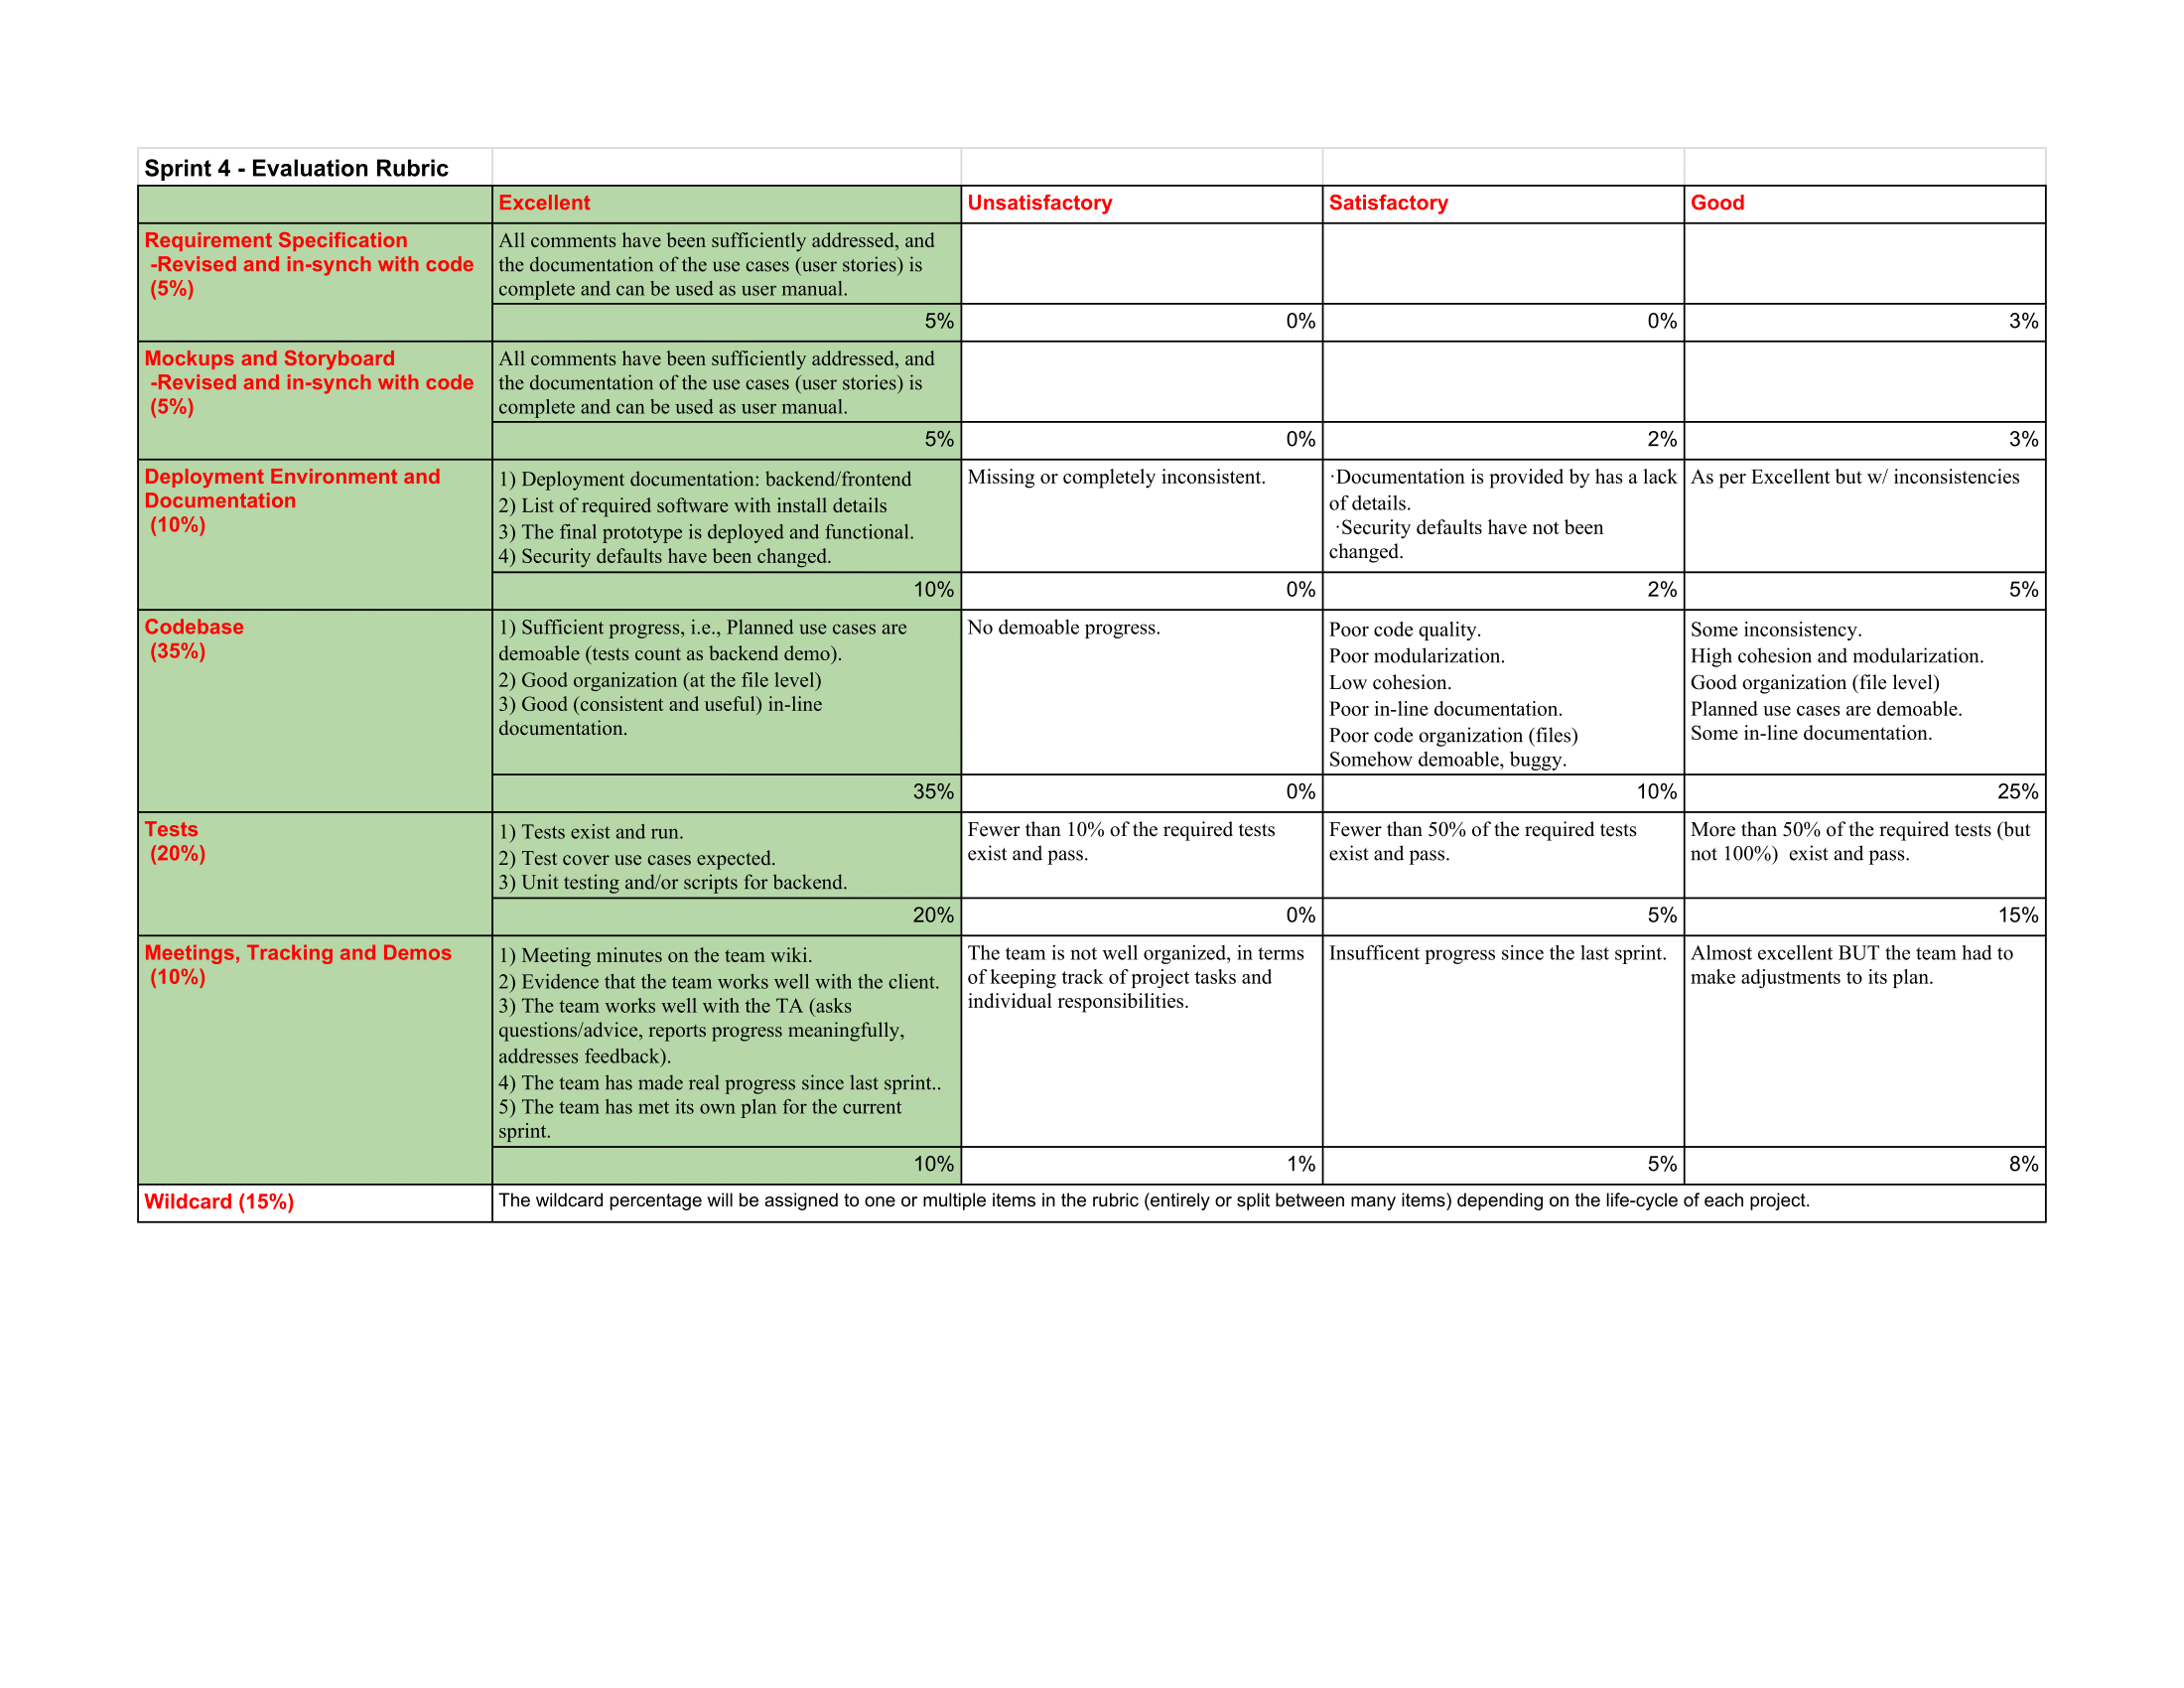 Sprint 4 - Evaluation Rubric
Excellent
Unsatisfactory
Satisfactory
Good
Requirement Specification
-Revised and in-synch with code
(5%)
All comments have been sufficiently addressed, and
the documentation of the use cases (user stories) is
complete and can be used as user manual.
5%
0%
0%
3%
Mockups and Storyboard
-Revised and in-synch with code
(5%)
All comments have been sufficiently addressed, and
the documentation of the use cases (user stories) is
complete and can be used as user manual.
5%
0%
2%
3%
Deployment Environment and
Documentation
(10%)
1) Deployment documentation: backend/frontend
2) List of required software with install details
3) The final prototype is deployed and functional.
4) Security defaults have been changed.
Missing or completely inconsistent.
·Documentation is provided by has a lack
of details.
·Security defaults have not been
changed.
As per Excellent but w/ inconsistencies
10%
0%
2%
5%
Codebase
(35%)
1) Sufficient progress, i.e., Planned use cases are
demoable (tests count as backend demo).
2) Good organization (at the file level)
3) Good (consistent and useful) in-line
documentation.
No demoable progress.
Poor code quality.
Poor modularization.
Low cohesion.
Poor in-line documentation.
Poor code organization (files)
Somehow demoable, buggy.
Some inconsistency.
High cohesion and modularization.
Good organization (file level)
Planned use cases are demoable.
Some in-line documentation.
35%
0%
10%
25%
Tests
(20%)
1) Tests exist and run.
2) Test cover use cases expected.
3) Unit testing and/or scripts for backend.
Fewer than 10% of the required tests
exist and pass.
Fewer than 50% of the required tests
exist and pass.
More than 50% of the required tests (but
not 100%)  exist and pass.
20%
0%
5%
15%
Meetings, Tracking and Demos
(10%)
1) Meeting minutes on the team wiki.
2) Evidence that the team works well with the client.
3) The team works well with the TA (asks
questions/advice, reports progress meaningfully,
addresses feedback).
4) The team has made real progress since last sprint..
5) The team has met its own plan for the current
sprint.
The team is not well organized, in terms
of keeping track of project tasks and
individual responsibilities.
Insufficent progress since the last sprint.
Almost excellent BUT the team had to
make adjustments to its plan.
10%
1%
5%
8%
Wildcard (15%)
The wildcard percentage will be assigned to one or multiple items in the rubric (entirely or split between many items) depending on the life-cycle of each project.